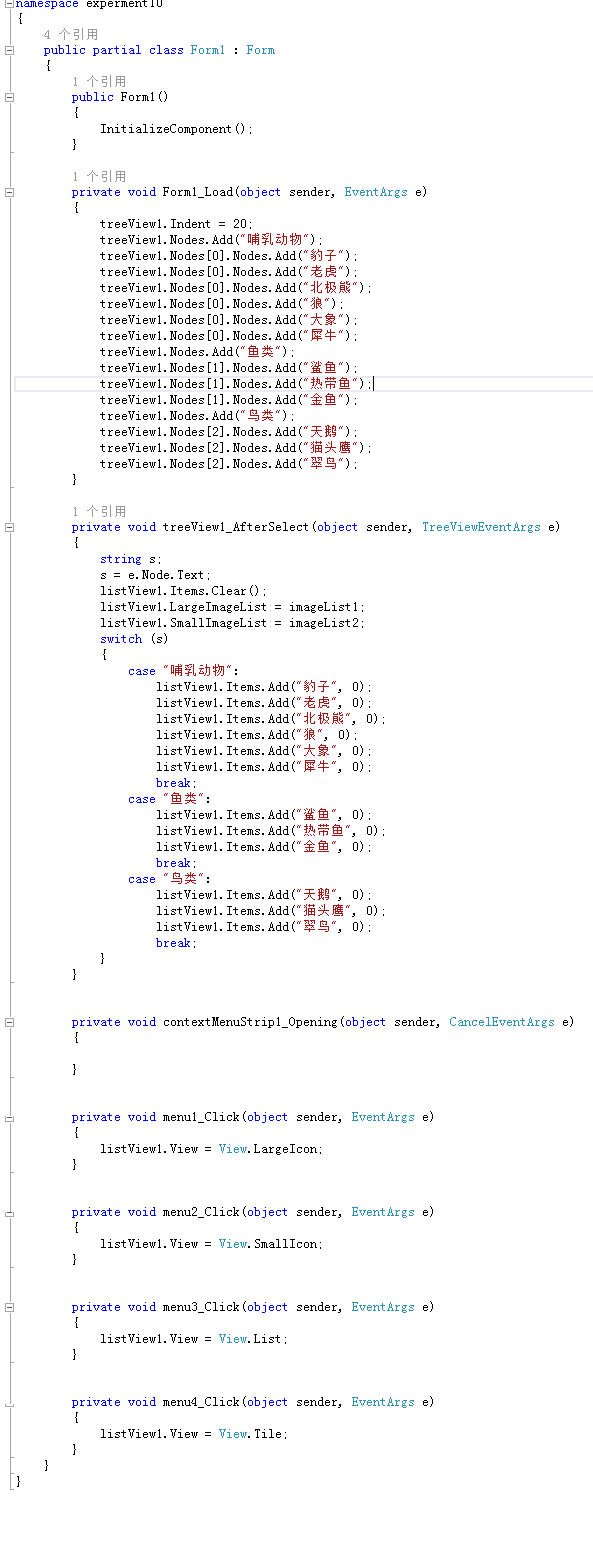 namespace experment10
{
4 个引用
public partial class Form1 : Form
{
1 个引用
public Form1()
{
InitializeComponent();
}
1 个引用
private void Form1_Load(object sender, EventArgs e)
{
treeView1.Indent = 20;
treeView1.Nodes.Add("哺乳动物");
treeView1.Nodes[0].Nodes.Add("豹子");
treeView1.Nodes[0].Nodes.Add("老虎");
treeView1.Nodes[0].Nodes.Add("北极熊");
treeView1.Nodes[0].Nodes.Add("狼");
treeView1.Nodes[0].Nodes.Add("大象");
treeView1.Nodes[0].Nodes.Add("犀牛");
treeView1.Nodes.Add("鱼类");
treeView1.Nodes[1].Nodes.Add("鲨鱼");
treeView1.Nodes[1].Nodes.Add("热带鱼");
treeView1.Nodes[1].Nodes.Add("金鱼");
treeView1.Nodes.Add("鸟类");
treeView1.Nodes[2].Nodes.Add("天鹅");
treeView1.Nodes[2].Nodes.Add("猫头鹰");
treeView1.Nodes[2].Nodes.Add("翠鸟");
}
1 个引用
private void treeView1_AfterSelect(object sender, TreeViewEventArgs e)
{
string s;
s = e.Node.Text;
listView1.Items.Clear();
listView1.LargeImageList = imageList1;
listView1.SmallImageList = imageList2;
switch (s)
{
case "哺乳动物":
listView1.Items.Add("豹子", 0);
listView1.Items.Add("老虎", 0);
listView1.Items.Add("北极熊", 0);
listView1.Items.Add("狼", 0);
listView1.Items.Add("大象", 0);
listView1.Items.Add("犀牛", 0);
break;
case "鱼类":
listView1.Items.Add("鲨鱼", 0);
listView1.Items.Add("热带鱼", 0);
listView1.Items.Add("金鱼", 0);
break;
case "鸟类":
listView1.Items.Add("天鹅", 0);
listView1.Items.Add("猫头鹰", 0);
listView1.Items.Add("翠鸟", 0);
break;
}
}
private void contextMenuStrip1_Opening(object sender, CancelEventArgs e)
{
}
private void menu1_Click(object sender, EventArgs e)
{
listView1.View = View.LargeIcon;
}
private void menu2_Click(object sender, EventArgs e)
{
listView1.View = View.SmallIcon;
}
private void menu3_Click(object sender, EventArgs e)
{
listView1.View = View.List;
}
private void menu4_Click(object sender, EventArgs e)
{
listView1.View = View.Tile;
}
}
}